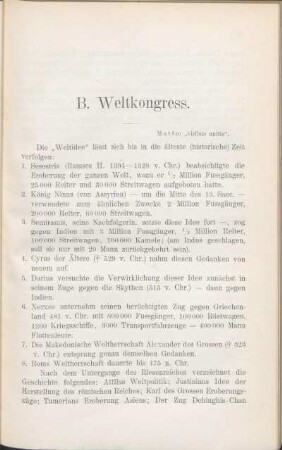 B. Weltkongress.
Motto: „viribus unitis“.
Die „Weltidee“ lässt sich bis in die älteste (historische) Zeit
verfolgen:
1. Sesostris (Ramses II. 1394—1328 v. Chr.) beabsichtigte die
Eroberung der ganzen Welt, wozu er 1/2 Million Fussgänger,
25 000 Reiter und 30 000 Streitwagen aufgeboten hatte.
2. König Ninus (von Assyrien) — um die Mitte des 13. Saec. —
verwendete zum ähnlichen Zwecke 2 Million Fussgänger,
200 000 Reiter, 60 000 Streitwagen.
3. Semiramis, seine Nachfolgerin, setzte diese Idee fort —, zog
gegen Indien mit 3 Million Fussgänger, 1/2 Million Reiter,
100 000 Streitwagen, 100 000 Kamele; (aus Indien geschlagen,
soll sie nur mit 20 Mann zurückgekehrt sein).
4. Cyrus der Ältere († 529 v. Chr.) nahm diesen Gedanken von
neuem auf.
5. Darius versuchte die Verwirklichung dieser Idee zunächst in
seinem Zuge gegen die Skythen (515 v. Chr.) — dann gegen
Indien.
6. Xerxes unternahm seinen berüchtigten Zug gegen Griechen-
land 481 v. Chr. mit 800 000 Fussgänger, 100 000 Rüstwagen,
1200 Kriegsschiffe, 3000 Transportfahrzeuge — 400 000 Mann
Flottenleute.
7. Die Makedonische Weltherrschaft Alexander des Grossen († 323
v. Chr.) entsprang genau demselben Gedanken.
8. Roms Weltherrschaft dauerte bis 475 n. Chr.
Nach dem Untergange des Riesenreiches verzeichnet die
Geschichte folgendes: Attilas Weltpolitik; Justinians Idee der
Herstellung des römischen Reiches; Karl des Grossen Eroberungs-
züge; Tamerlans Eroberung Asiens; Der Zug Dchinghis-Chan